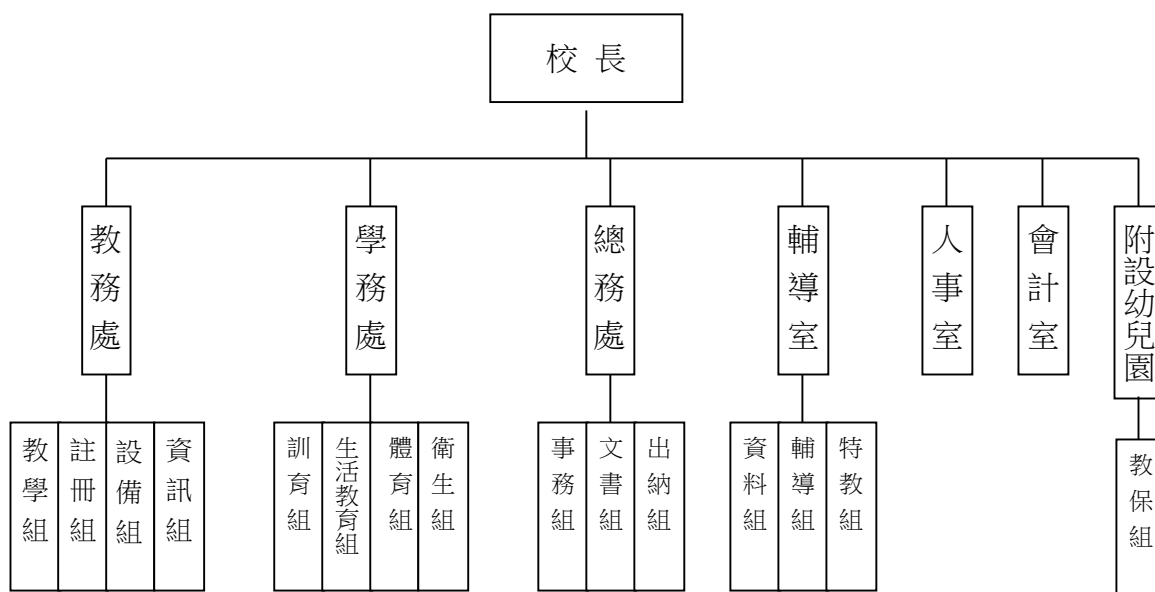 校長
教務處
學務處
總務處
輔導室
人事室
會計室
附設幼兒園
教學組
註冊組
設備組
資訊組
訓育組
生活教育組
體育組
衛生組
事務組
文書組
出納組
資料組
輔導組
特教組
教保組